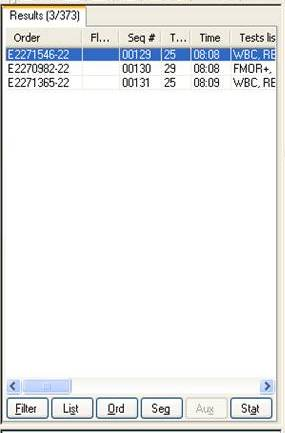 Results (3/373)
Order Fl... Seq # T... Time Tests lis
E2271546-22 00129 25 08:08 WBC, RE
E2270982-22 00130 29 08:08 FMOR+,
E2271365-22 00131 25 08:09 WBC, RE
Filter List Ord Seg Aux Stat